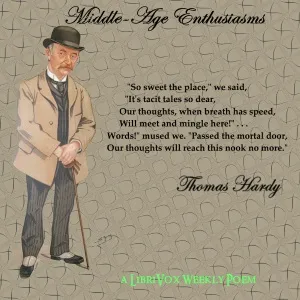 Middle-Age Enthusiasms
"So sweet the place," we said,
"It's tacit tales so dear,
Our thoughts, when breath has speed,
Will meet and mingle here!" . . .
Words!" mused we. "Passed the mortal door,
Our thoughts will reach this nook no more."
Thomas Hardy
a LibriVox Weekly Poem